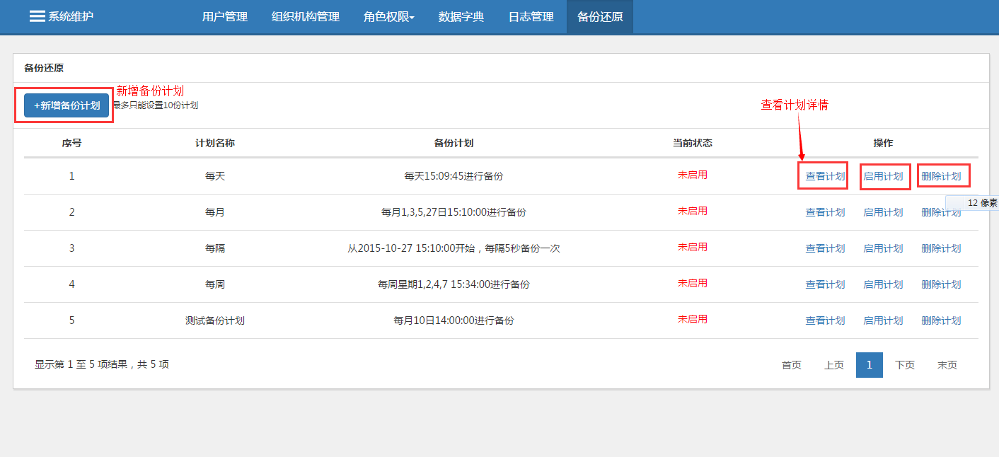 系统维护 用户管理 组织机构管理 角色权限 数据字典 日志管理 备份还原
备份还原
新增备份计划
+新增备份计划 最多只能设置10份计划
查看计划详情
序号 计划名称 备份计划 当前状态 操作
1 每天 每天15:09:45进行备份 未启用 查看计划 启用计划 删除计划
12 像素
2 每月 每月1,3,5,27日15:10:00进行备份 未启用 查看计划 启用计划 删除计划
3 每隔 从2015-10-27 15:10:00开始，每隔5秒备份一次 未启用 查看计划 启用计划 删除计划
4 每周 每周星期1,2,4,7 15:34:00进行备份 未启用 查看计划 启用计划 删除计划
5 测试备份计划 每月10日14:00:00进行备份 未启用 查看计划 启用计划 删除计划
显示第 1 至 5 项结果，共 5 项 首页 上页 1 下页 末页